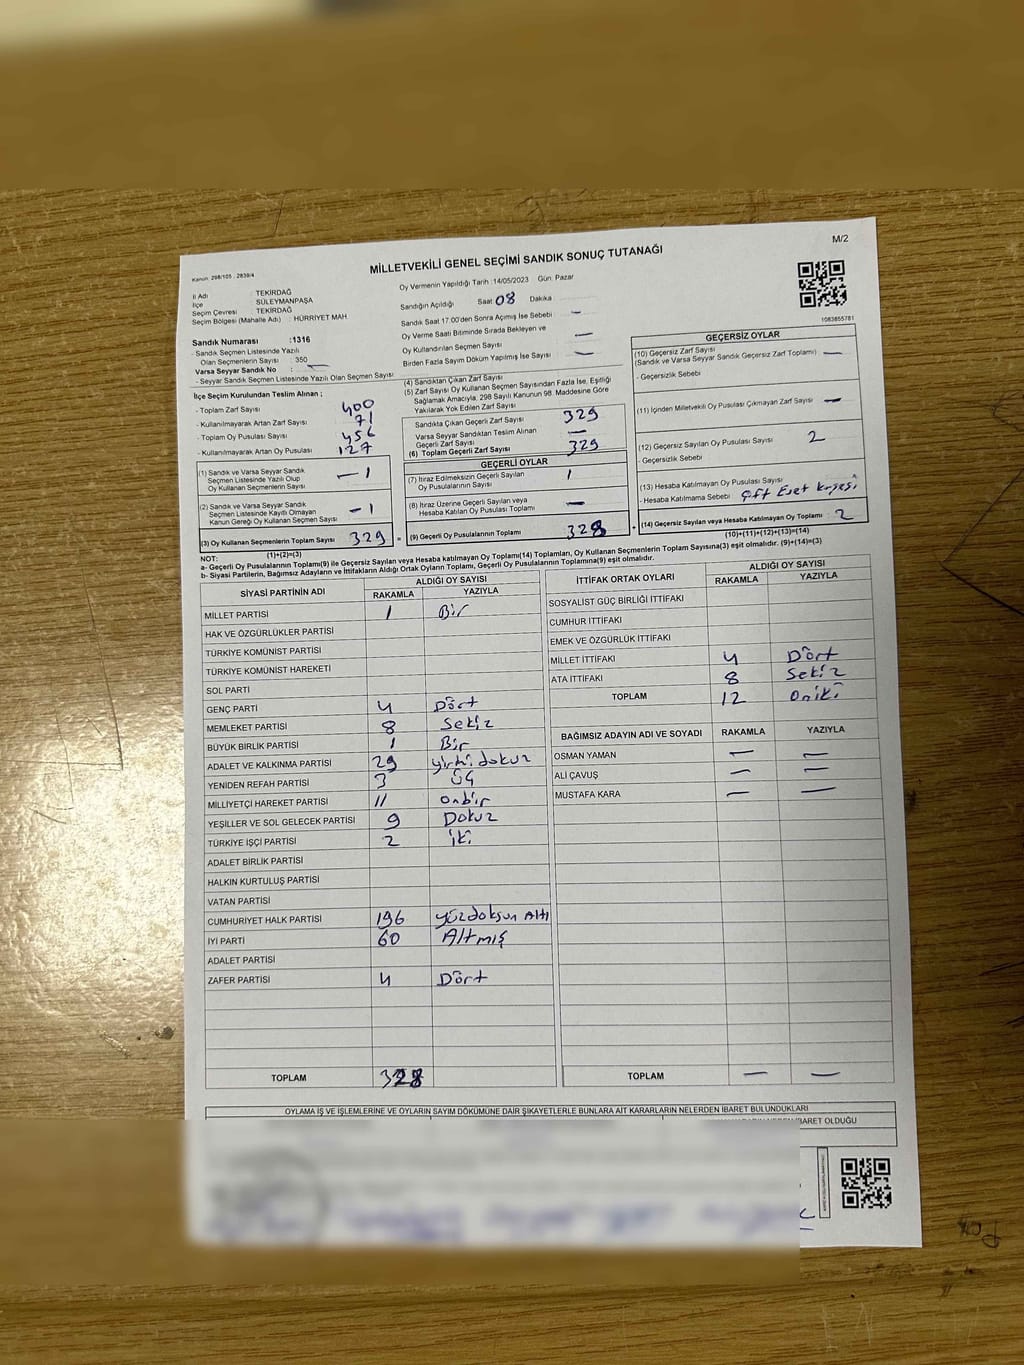 M/2
MİLLETVEKİLİ GENEL SEÇİMİ SANDIK SONUÇ TUTANAĞI
Kanun: 298/105 , 2839/4
İl Adı TEKİRDAĞ
İlçe SÜLEYMANPAŞA
Seçim Çevresi TEKİRDAĞ
Seçim Bölgesi (Mahalle Adı) : HÜRRİYET MAH
Oy Vermenin Yapıldığı Tarih :14/05/2023 Gün: Pazar
Sandığın Açıldığı Saat 08 Dakika
Sandık Saat 17:00'den Sonra Açılmış İse Sebebi —
Oy Verme Saati Bitiminde Sırada Bekleyen ve
Oy Kullandırılan Seçmen Sayısı —
Birden Fazla Sayım Döküm Yapılmış İse Sayısı —
1083655781
Sandık Numarası :1316
- Sandık Seçmen Listesinde Yazılı
Olan Seçmenlerin Sayısı : 350
Varsa Seyyar Sandık No —
- Seyyar Sandık Seçmen Listesinde Yazılı Olan Seçmen Sayısı
İlçe Seçim Kurulundan Teslim Alınan ;
- Toplam Zarf Sayısı 400
- Kullanılmayarak Artan Zarf Sayısı 71
- Toplam Oy Pusulası Sayısı 456
- Kullanılmayarak Artan Oy Pusulası 127
(1) Sandık ve Varsa Seyyar Sandık
Seçmen Listesinde Yazılı Olup
Oy Kullanan Seçmenlerin Sayısı — 1
(2) Sandık ve Varsa Seyyar Sandık
Seçmen Listesinde Kayıtlı Olmayan
Kanun Gereği Oy Kullanan Seçmen Sayısı — 1
(3) Oy Kullanan Seçmenlerin Toplam Sayısı 329
(1)+(2)=(3)
(4) Sandıktan Çıkan Zarf Sayısı
(5) Zarf Sayısı Oy Kullanan Seçmen Sayısından Fazla İse, Eşitliği
Sağlamak Amacıyla; 298 Sayılı Kanunun 98. Maddesine Göre
Yakılarak Yok Edilen Zarf Sayısı
Sandıkta Çıkan Geçerli Zarf Sayısı 329
Varsa Seyyar Sandıktan Teslim Alınan
Geçerli Zarf Sayısı —
(6) Toplam Geçerli Zarf Sayısı 329
GEÇERLİ OYLAR
(7) İtiraz Edilmeksizin Geçerli Sayılan
Oy Pusulalarının Sayısı 1
(8) İtiraz Üzerine Geçerli Sayılan veya
Hesaba Katılan Oy Pusulası Toplamı —
= (9) Geçerli Oy Pusulalarının Toplamı 328
GEÇERSİZ OYLAR
(10) Geçersiz Zarf Sayısı
(Sandık ve Varsa Seyyar Sandık Geçersiz Zarf Toplamı) —
- Geçersizlik Sebebi
(11) İçinden Milletvekili Oy Pusulası Çıkmayan Zarf Sayısı —
(12) Geçersiz Sayılan Oy Pusulası Sayısı 2
- Geçersizlik Sebebi
(13) Hesaba Katılmayan Oy Pusulası Sayısı
- Hesaba Katılmama Sebebi Çift Evet
+ (14) Geçersiz Sayılan veya Hesaba Katılmayan Oy Toplamı : 2
(10)+(11)+(12)+(13)=(14)
NOT:
a- Geçerli Oy Pusulalarının Toplamı(9) ile Geçersiz Sayılan veya Hesaba katılmayan Oy Toplamı(14) Toplamları, Oy Kullanan Seçmenlerin Toplam Sayısına(3) eşit olmalıdır. (9)+(14)=(3)
b- Siyasi Partilerin, Bağımsız Adayların ve İttifakların Aldığı Ortak Oyların Toplamı, Geçerli Oy Pusulalarının Toplamına(9) eşit olmalıdır.
SİYASİ PARTİNİN ADI ALDIĞI OY SAYISI
RAKAMLA YAZIYLA
MİLLET PARTİSİ 1 Bir
HAK VE ÖZGÜRLÜKLER PARTİSİ
TÜRKİYE KOMÜNİST PARTİSİ
TÜRKİYE KOMÜNİST HAREKETİ
SOL PARTİ
GENÇ PARTİ 4 Dört
MEMLEKET PARTİSİ 8 Sekiz
BÜYÜK BİRLİK PARTİSİ 1 Bir
ADALET VE KALKINMA PARTİSİ 29 yirmi dokuz
YENİDEN REFAH PARTİSİ 3 üç
MİLLİYETÇİ HAREKET PARTİSİ 11 onbir
YEŞİLLER VE SOL GELECEK PARTİSİ 9 Dokuz
TÜRKİYE İŞÇİ PARTİSİ 2 iki
ADALET BİRLİK PARTİSİ
HALKIN KURTULUŞ PARTİSİ
VATAN PARTİSİ
CUMHURİYET HALK PARTİSİ 196 yüzdoksan Altı
İYİ PARTİ 60 Altmış
ADALET PARTİSİ
ZAFER PARTİSİ 4 Dört
TOPLAM 328
İTTİFAK ORTAK OYLARI ALDIĞI OY SAYISI
RAKAMLA YAZIYLA
SOSYALİST GÜÇ BİRLİĞİ İTTİFAKI
CUMHUR İTTİFAKI
EMEK VE ÖZGÜRLÜK İTTİFAKI
MİLLET İTTİFAKI 4 Dört
ATA İTTİFAKI 8 Sekiz
TOPLAM 12 oniki
BAĞIMSIZ ADAYIN ADI VE SOYADI RAKAMLA YAZIYLA
OSMAN YAMAN — —
ALİ ÇAVUŞ — —
MUSTAFA KARA — —
TOPLAM — —
OYLAMA İŞ VE İŞLEMLERİNE VE OYLARIN SAYIM DÖKÜMÜNE DAİR ŞİKAYETLERLE BUNLARA AİT KARARLARIN NELERDEN İBARET BULUNDUKLARI
İBARET OLDUĞU